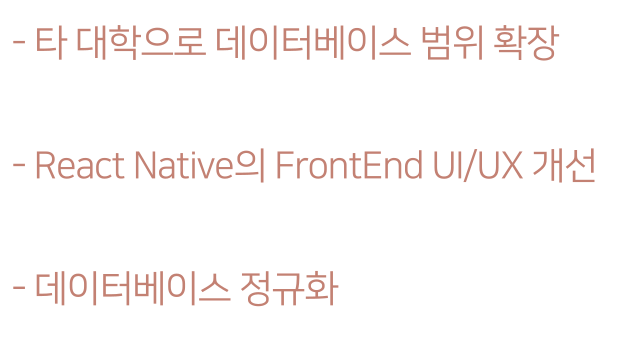 - 타 대학으로 데이터베이스 범위 확장
- React Native의 FrontEnd UI/UX 개선
- 데이터베이스 정규화